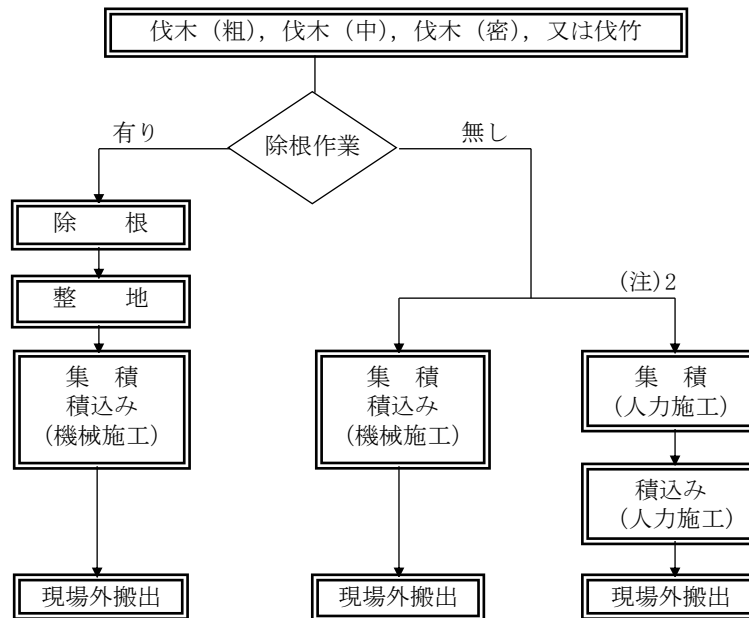 伐木（粗），伐木（中），伐木（密），又は伐竹
除根作業
有り
無し
除　　根
整　　地
(注)2
集　積
積込み
(機械施工)
集　積
積込み
(機械施工)
集　積
(人力施工)
積込み
(人力施工)
現場外搬出
現場外搬出
現場外搬出